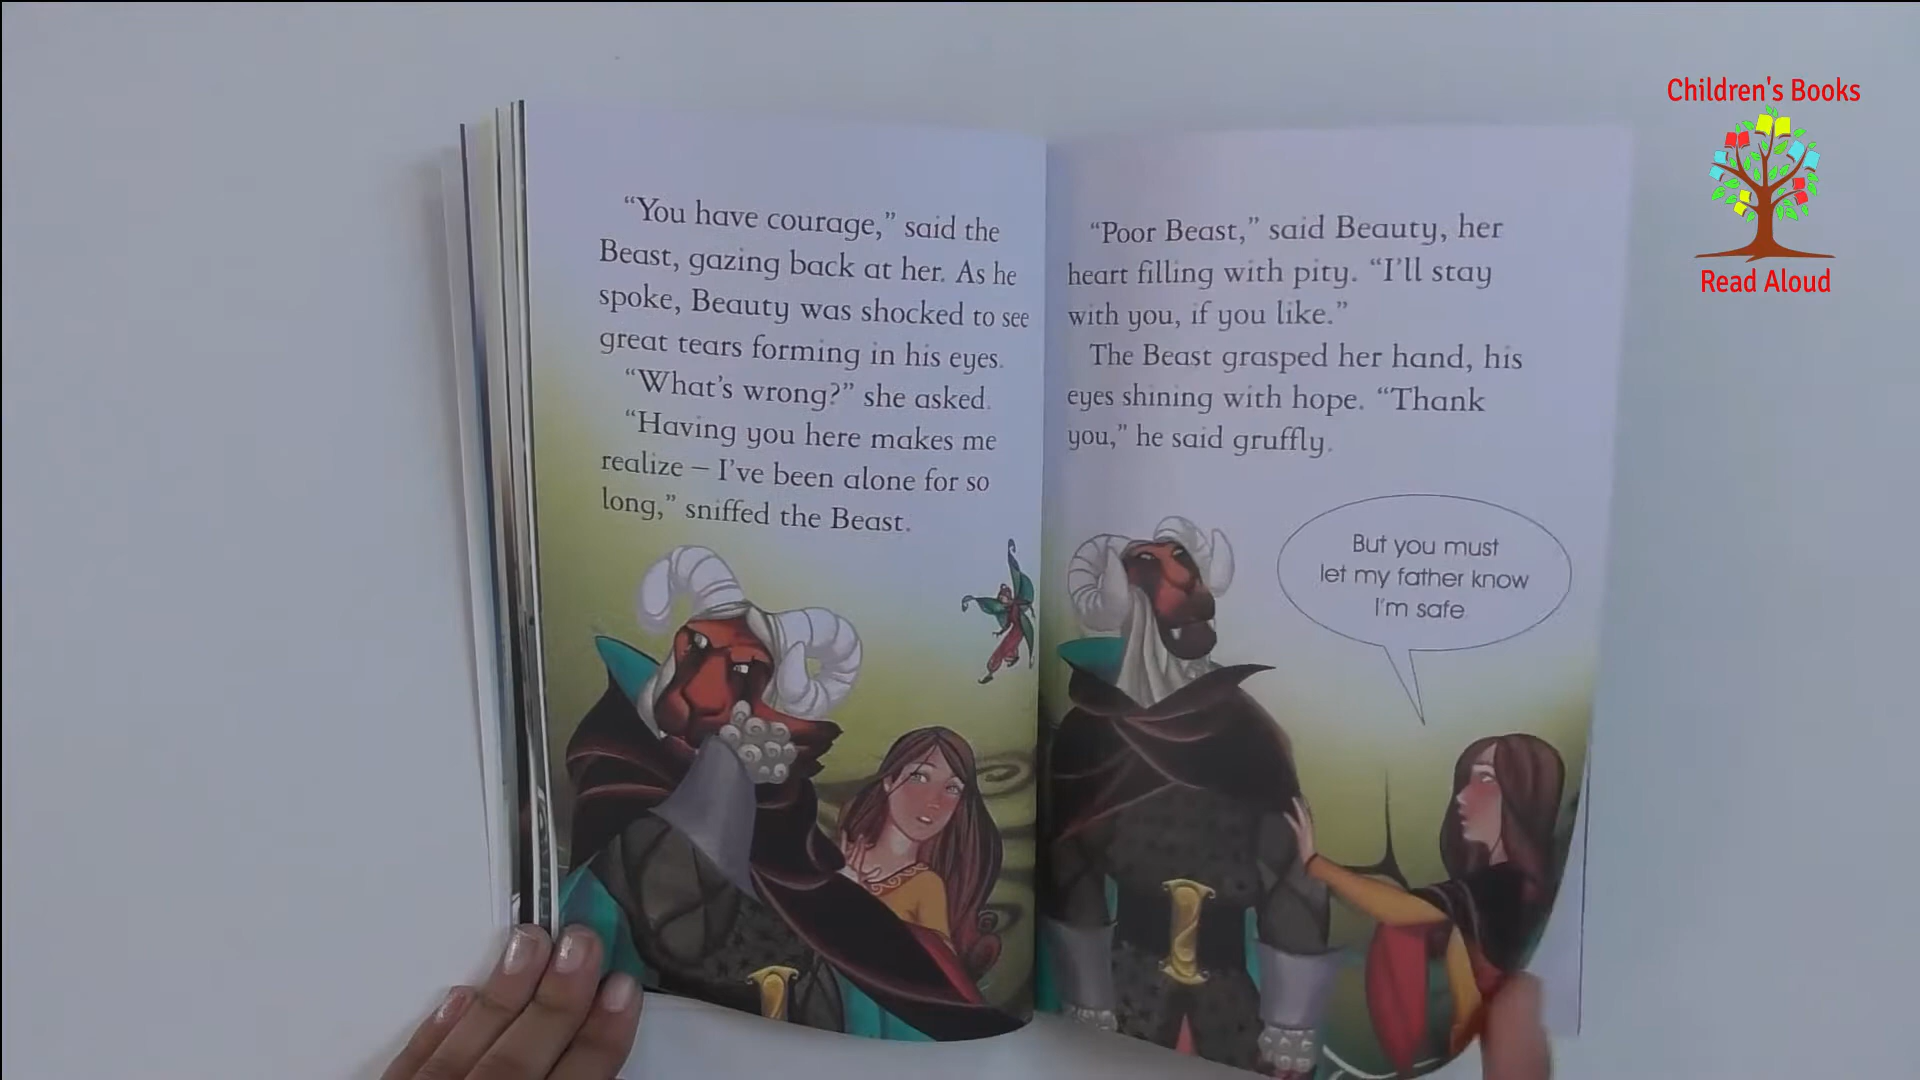 “You have courage,” said the
Beast, gazing back at her. As he
spoke, Beauty was shocked to see
great tears forming in his eyes.
“What’s wrong?” she asked.
“Having you here makes me
realize – I’ve been alone for so
long,” sniffed the Beast.
“Poor Beast,” said Beauty, her
heart filling with pity. “I’ll stay
with you, if you like.”
The Beast grasped her hand, his
eyes shining with hope. “Thank
you,” he said gruffly.
But you must
let my father know
I’m safe.
Children's Books
Read Aloud